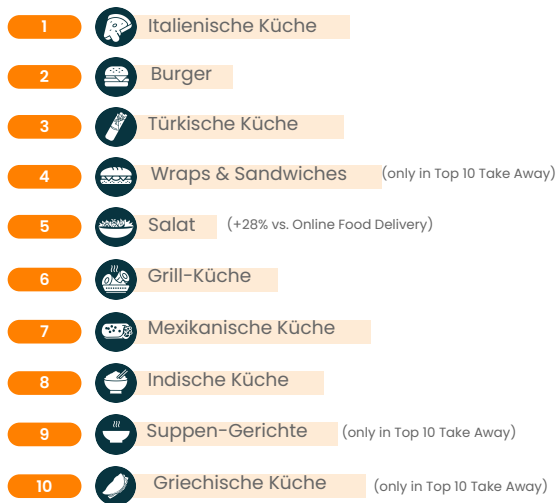 1 Italienische Küche
2 Burger
3 Türkische Küche
4 Wraps & Sandwiches (only in Top 10 Take Away)
5 Salat (+28% vs. Online Food Delivery)
6 Grill-Küche
7 Mexikanische Küche
8 Indische Küche
9 Suppen-Gerichte (only in Top 10 Take Away)
10 Griechische Küche (only in Top 10 Take Away)